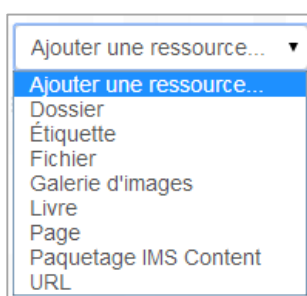 Ajouter une ressource...
Ajouter une ressource...
Dossier
Étiquette
Fichier
Galerie d'images
Livre
Page
Paquetage IMS Content
URL